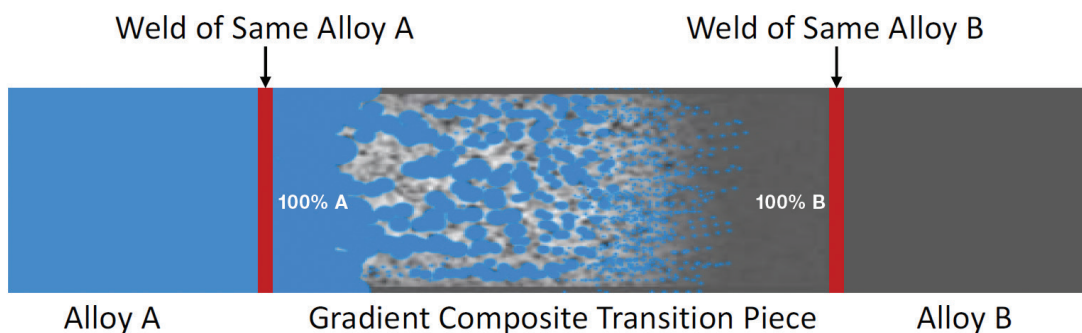 Weld of Same Alloy A
Weld of Same Alloy B
100% A
100% B
Alloy A
Gradient Composite Transition Piece
Alloy B